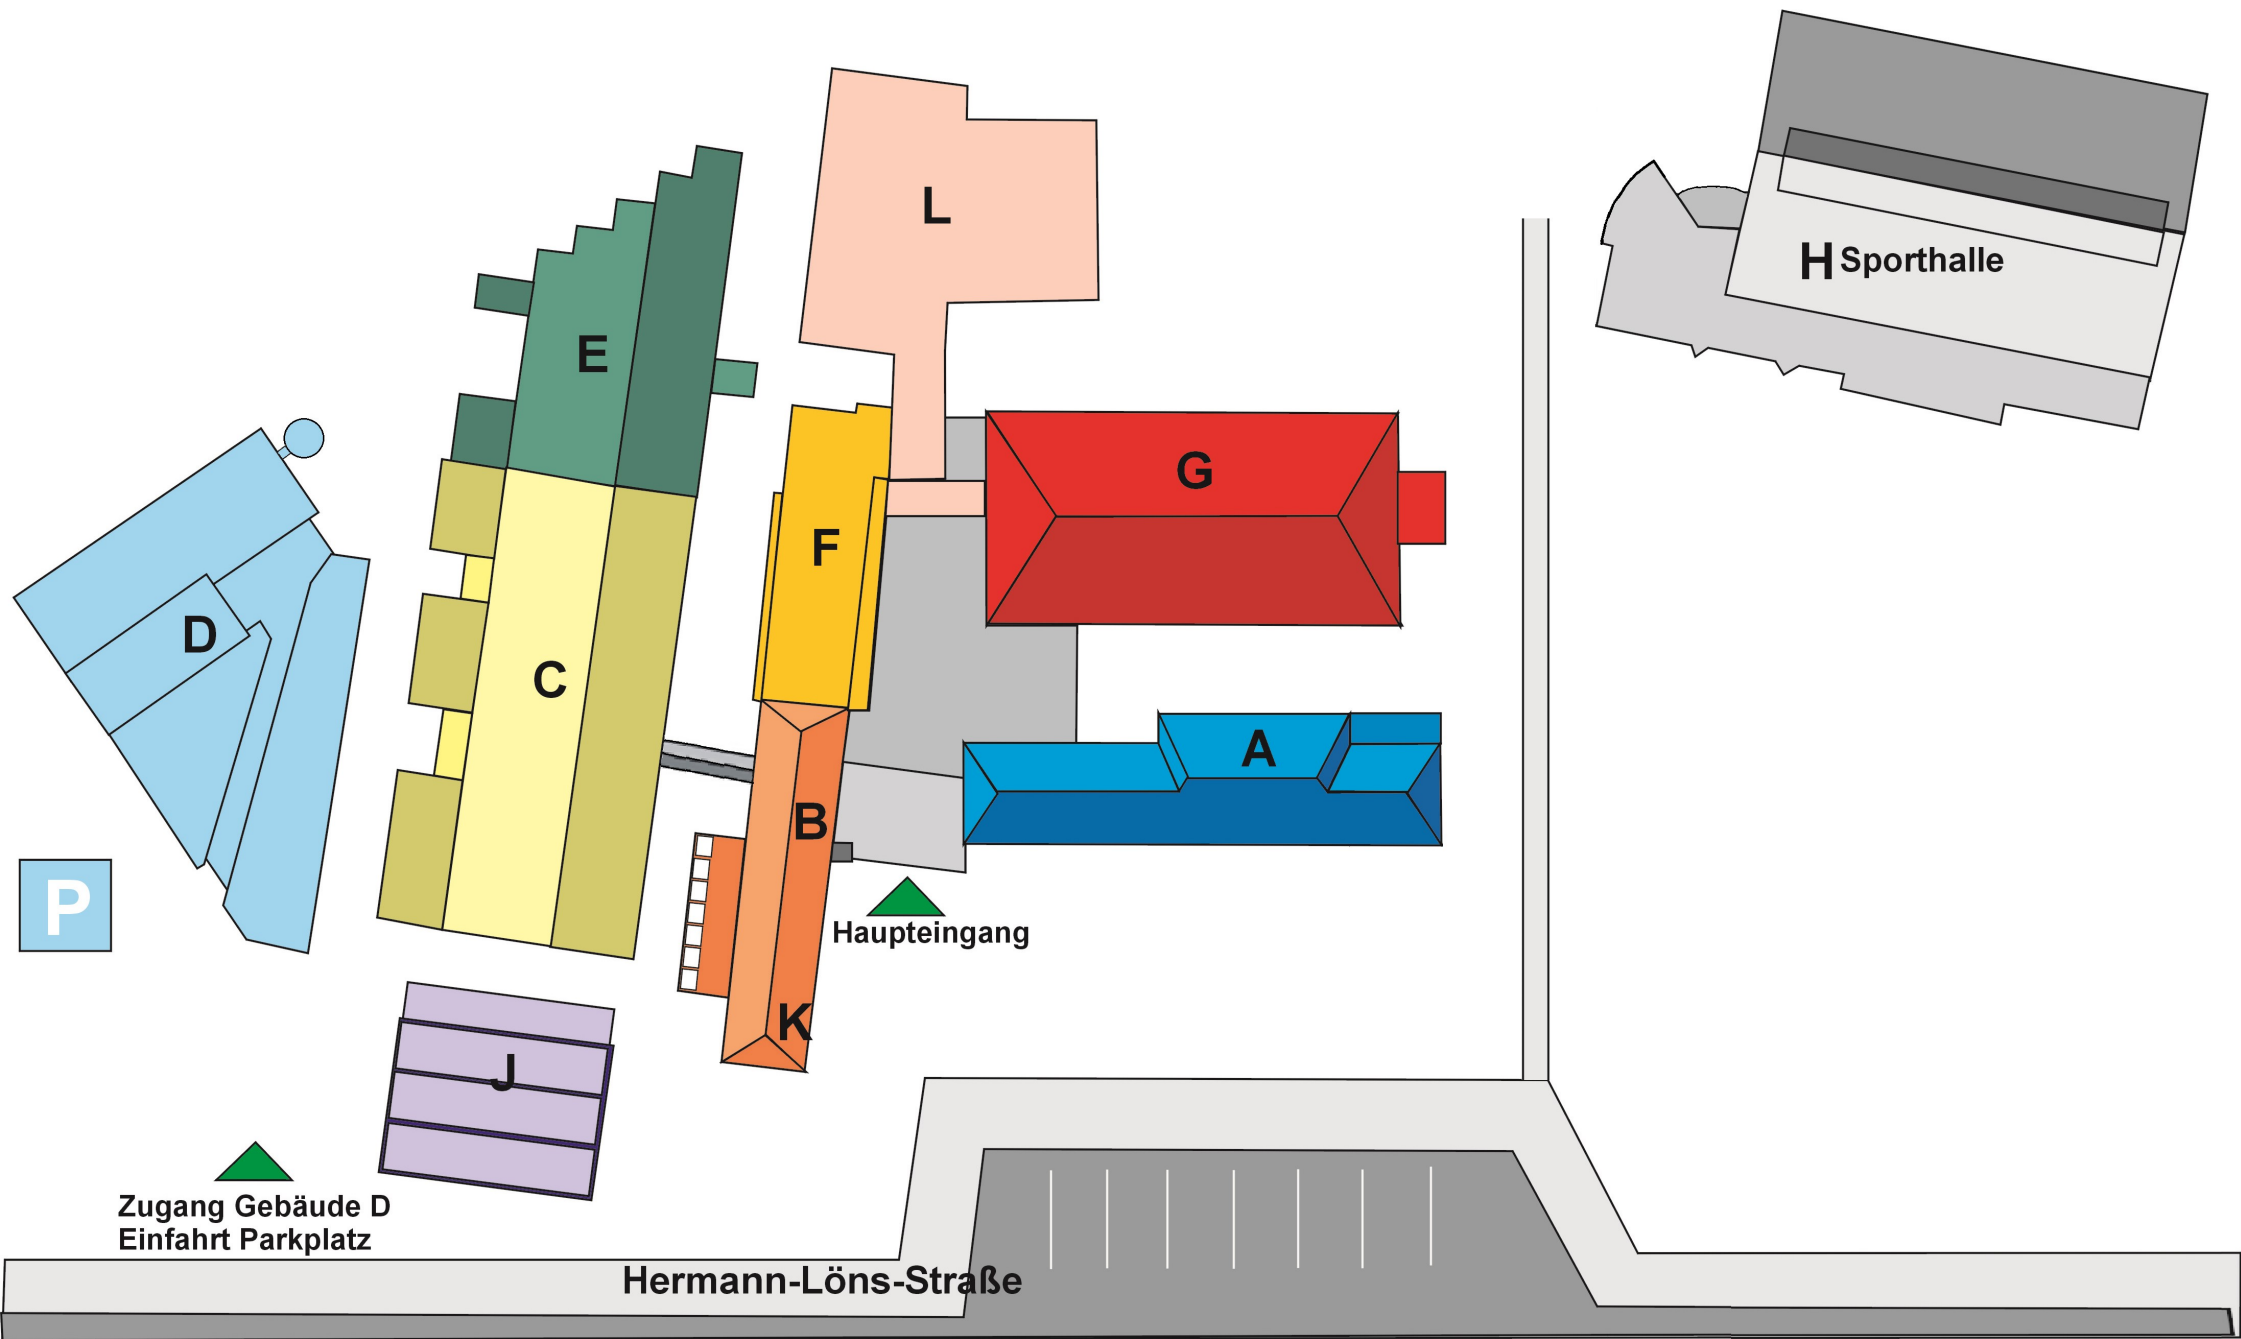 L
H Sporthalle
E
G
F
D
C
A
B
P
Haupteingang
K
J
Zugang Gebäude D
Einfahrt Parkplatz
Hermann-Löns-Straße